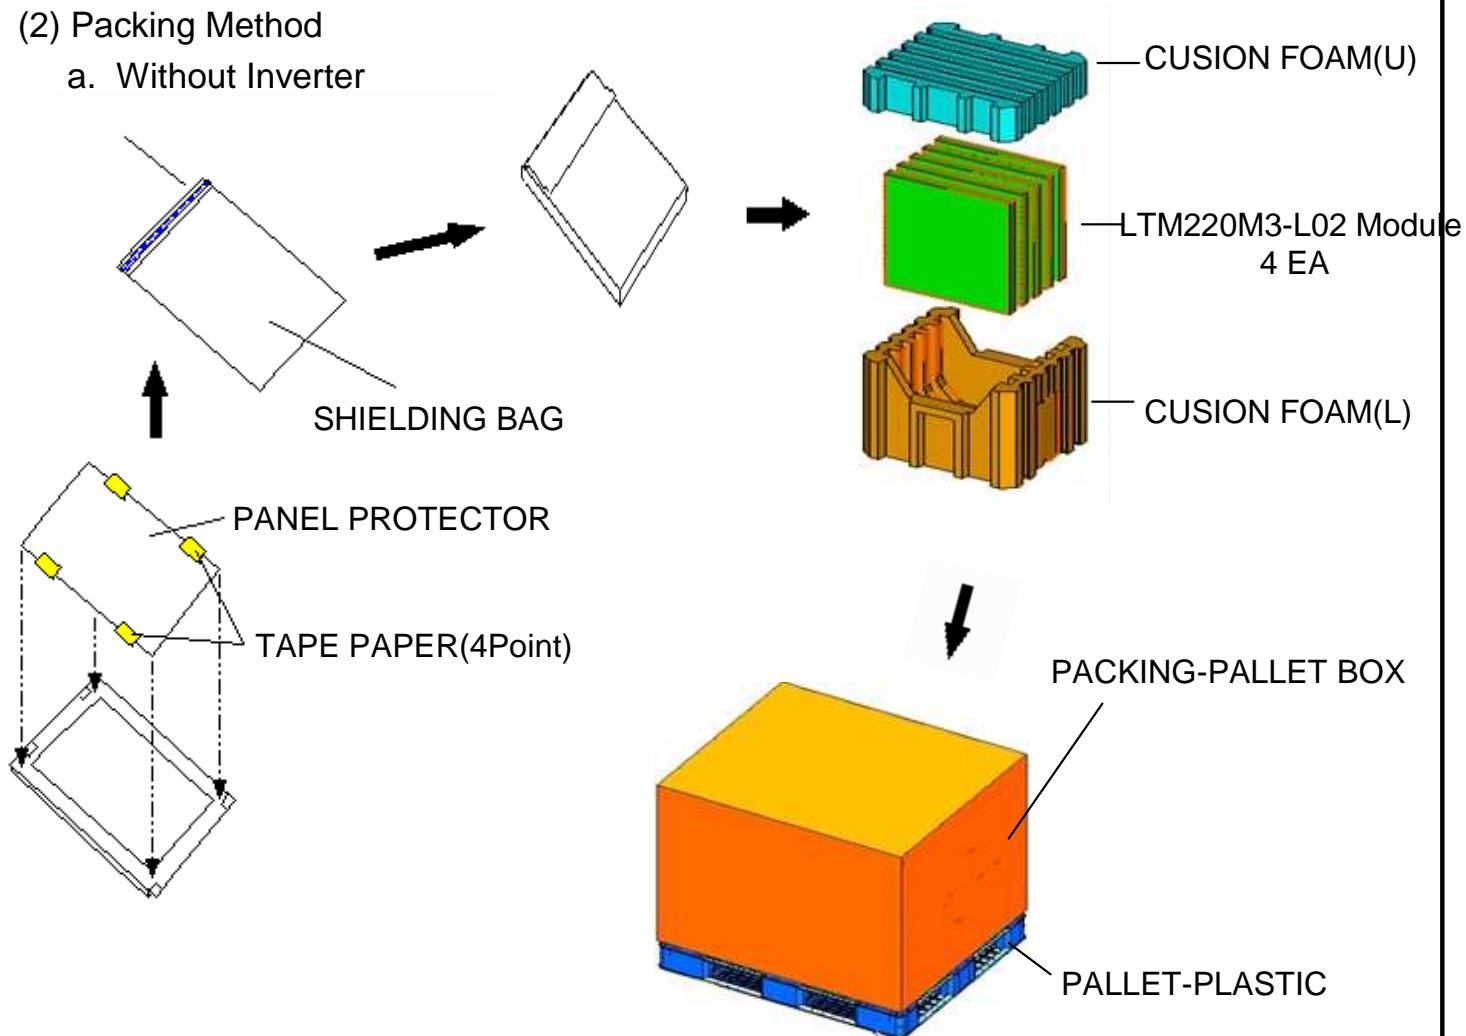 (2) Packing Method
a. Without Inverter
CUSION FOAM(U)
LTM220M3-L02 Module
4 EA
CUSION FOAM(L)
SHIELDING BAG
PANEL PROTECTOR
TAPE PAPER(4Point)
PACKING-PALLET BOX
PALLET-PLASTIC